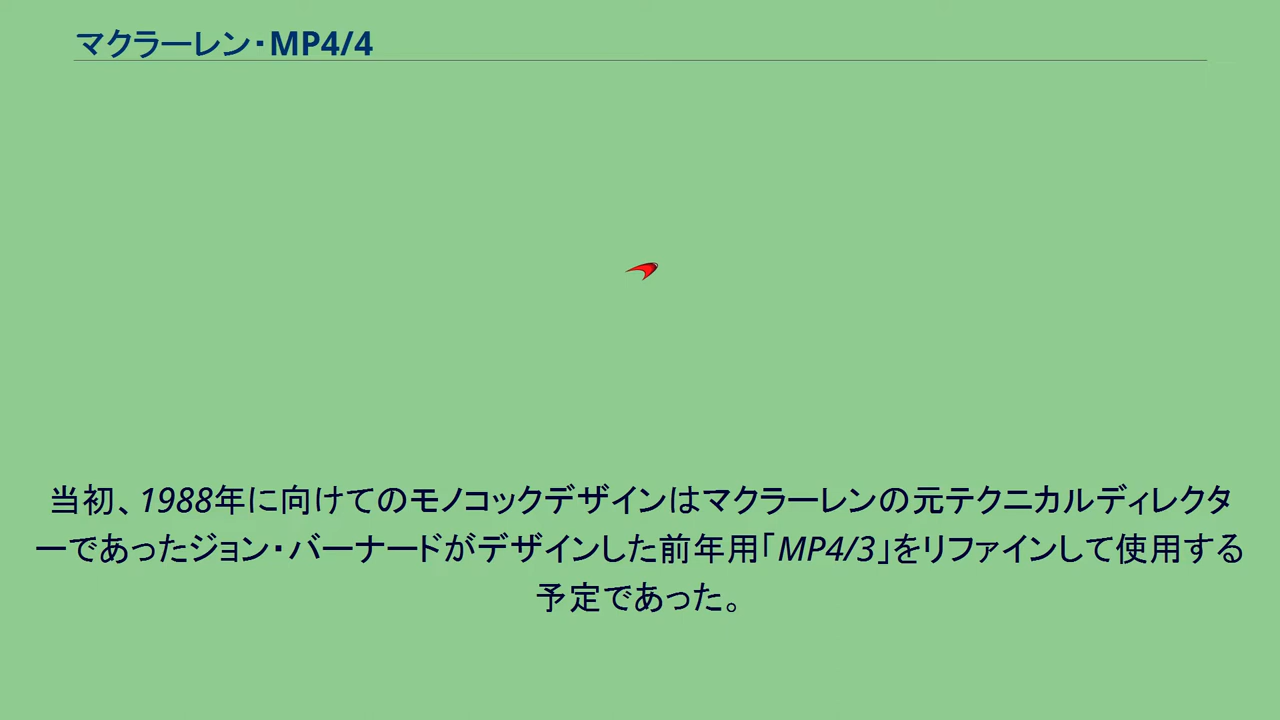 マクラーレン・MP4/4
当初、1988年に向けてのモノコックデザインはマクラーレンの元テクニカルディレクタ
ーであったジョン・バーナードがデザインした前年用「MP4/3」をリファインして使用する
予定であった。